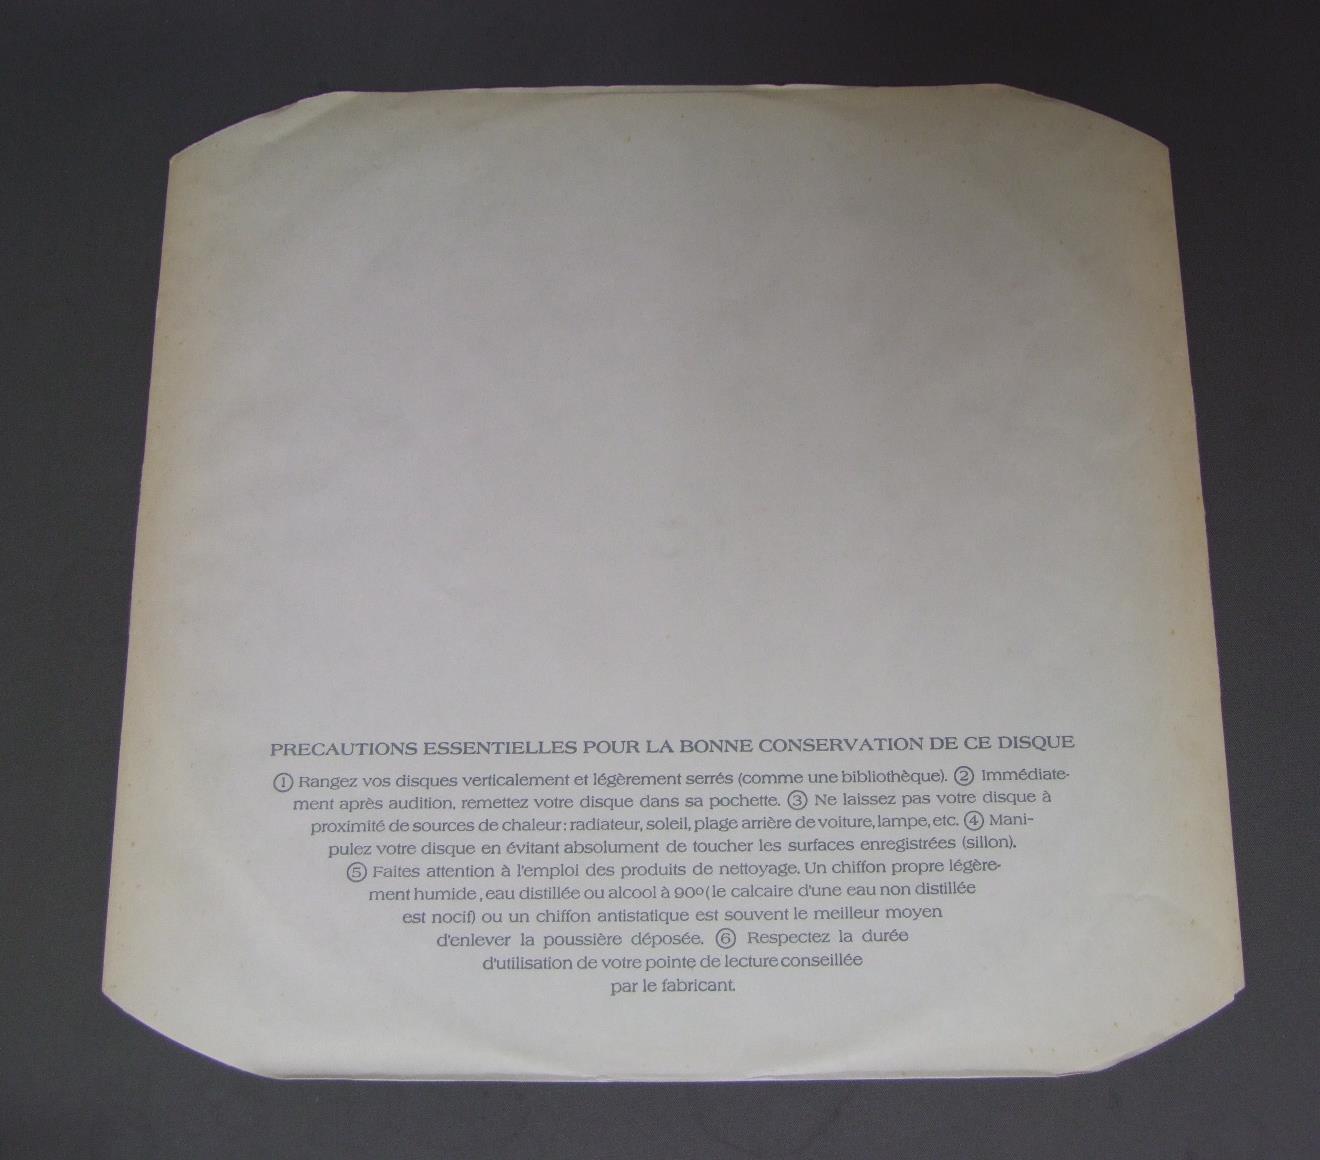 PRECAUTIONS ESSENTIELLES POUR LA BONNE CONSERVATION DE CE DISQUE
① Rangez vos disques verticalement et légèrement serrés (comme une bibliothèque). ② Immédiate-
ment après audition, remettez votre disque dans sa pochette. ③ Ne laissez pas votre disque à
proximité de sources de chaleur: radiateur, soleil, plage arrière de voiture, lampe, etc. ④ Mani-
pulez votre disque en évitant absolument de toucher les surfaces enregistrées (sillon).
⑤ Faites attention à l'emploi des produits de nettoyage. Un chiffon propre légère-
ment humide, eau distillée ou alcool à 90º (le calcaire d'une eau non distillée
est nocif) ou un chiffon antistatique est souvent le meilleur moyen
d'enlever la poussière déposée. ⑥ Respectez la durée
d'utilisation de votre pointe de lecture conseillée
par le fabricant.